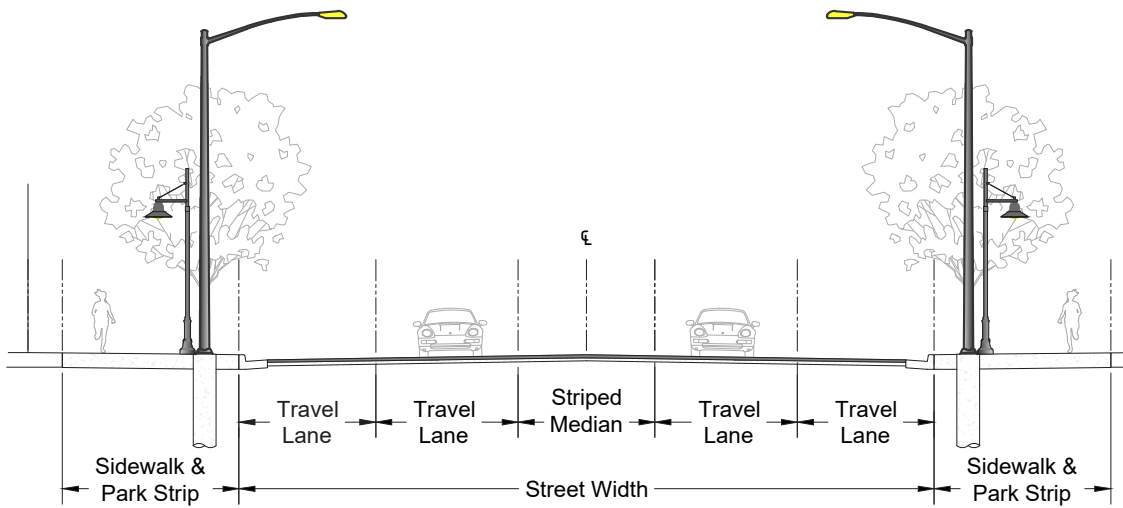 ℄
Travel
Lane
Travel
Lane
Striped
Median
Travel
Lane
Travel
Lane
Sidewalk &
Park Strip
Street Width
Sidewalk &
Park Strip